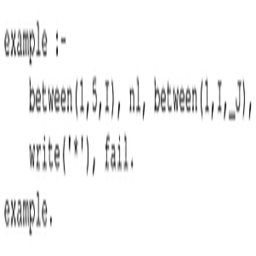 example :-
between(1,5,I), nl, between(1,I,_J),
write('*'), fail.
example.